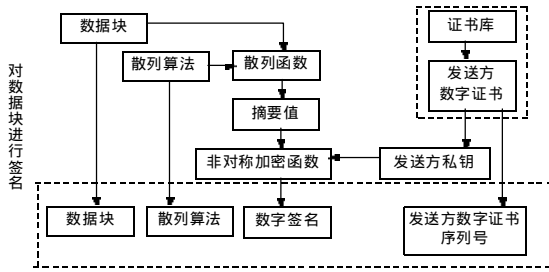 数据块
证书库
散列算法
散列函数
发送方
数字证书
摘要值
对数据块进行签名
非对称加密函数
发送方私钥
数据块
散列算法
数字签名
发送方数字证书
序列号